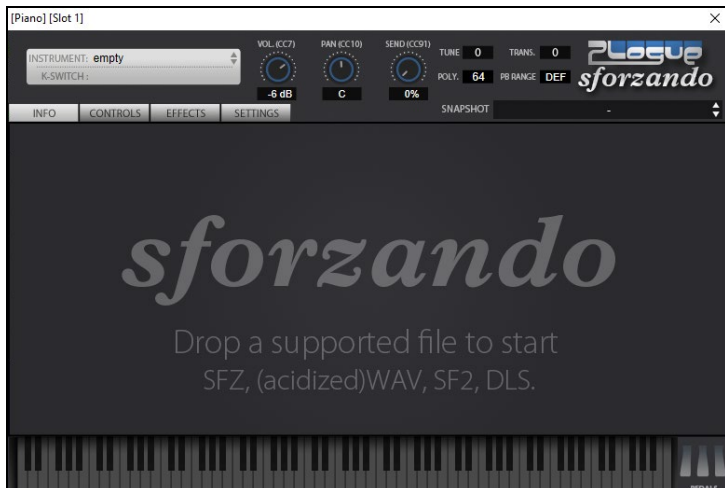 [Piano] [Slot 1]
INSTRUMENT: empty
K-SWITCH :
VOL. (CC7)
-6 dB
PAN (CC10)
C
SEND (CC91)
0%
TUNE 0 TRANS. 0
POLY. 64 PB RANGE DEF
Plogue
sforzando
INFO CONTROLS EFFECTS SETTINGS
SNAPSHOT -
sforzando
Drop a supported file to start
SFZ, (acidized)WAV, SF2, DLS.
PEDALS